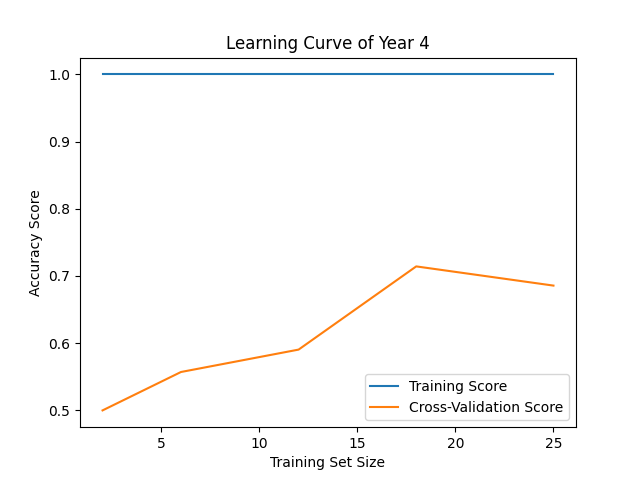 Learning Curve of Year 4
1.0
0.9
0.8
0.7
0.6
0.5
Accuracy Score
5
10
15
20
25
Training Set Size
Training Score
Cross-Validation Score